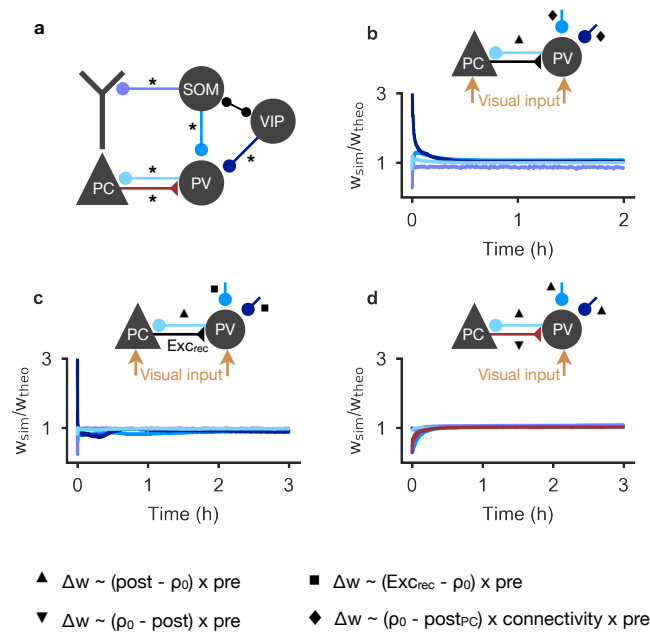 a
SOM
VIP
PC
PV
*
*
*
*
*
b
PC
PV
▲
◆
◆
Visual input
w_sim/w_theo
3
1
0
1
2
Time (h)
c
PC
PV
▲
■
■
Exc_rec
Visual input
w_sim/w_theo
3
1
0
1
2
3
Time (h)
d
PC
PV
▲
▲
▲
▼
Visual input
w_sim/w_theo
3
1
0
1
2
3
Time (h)
▲ Δw ~ (post - ρ₀) x pre
■ Δw ~ (Exc_rec - ρ₀) x pre
▼ Δw ~ (ρ₀ - post) x pre
◆ Δw ~ (ρ₀ - post_PC) x connectivity x pre